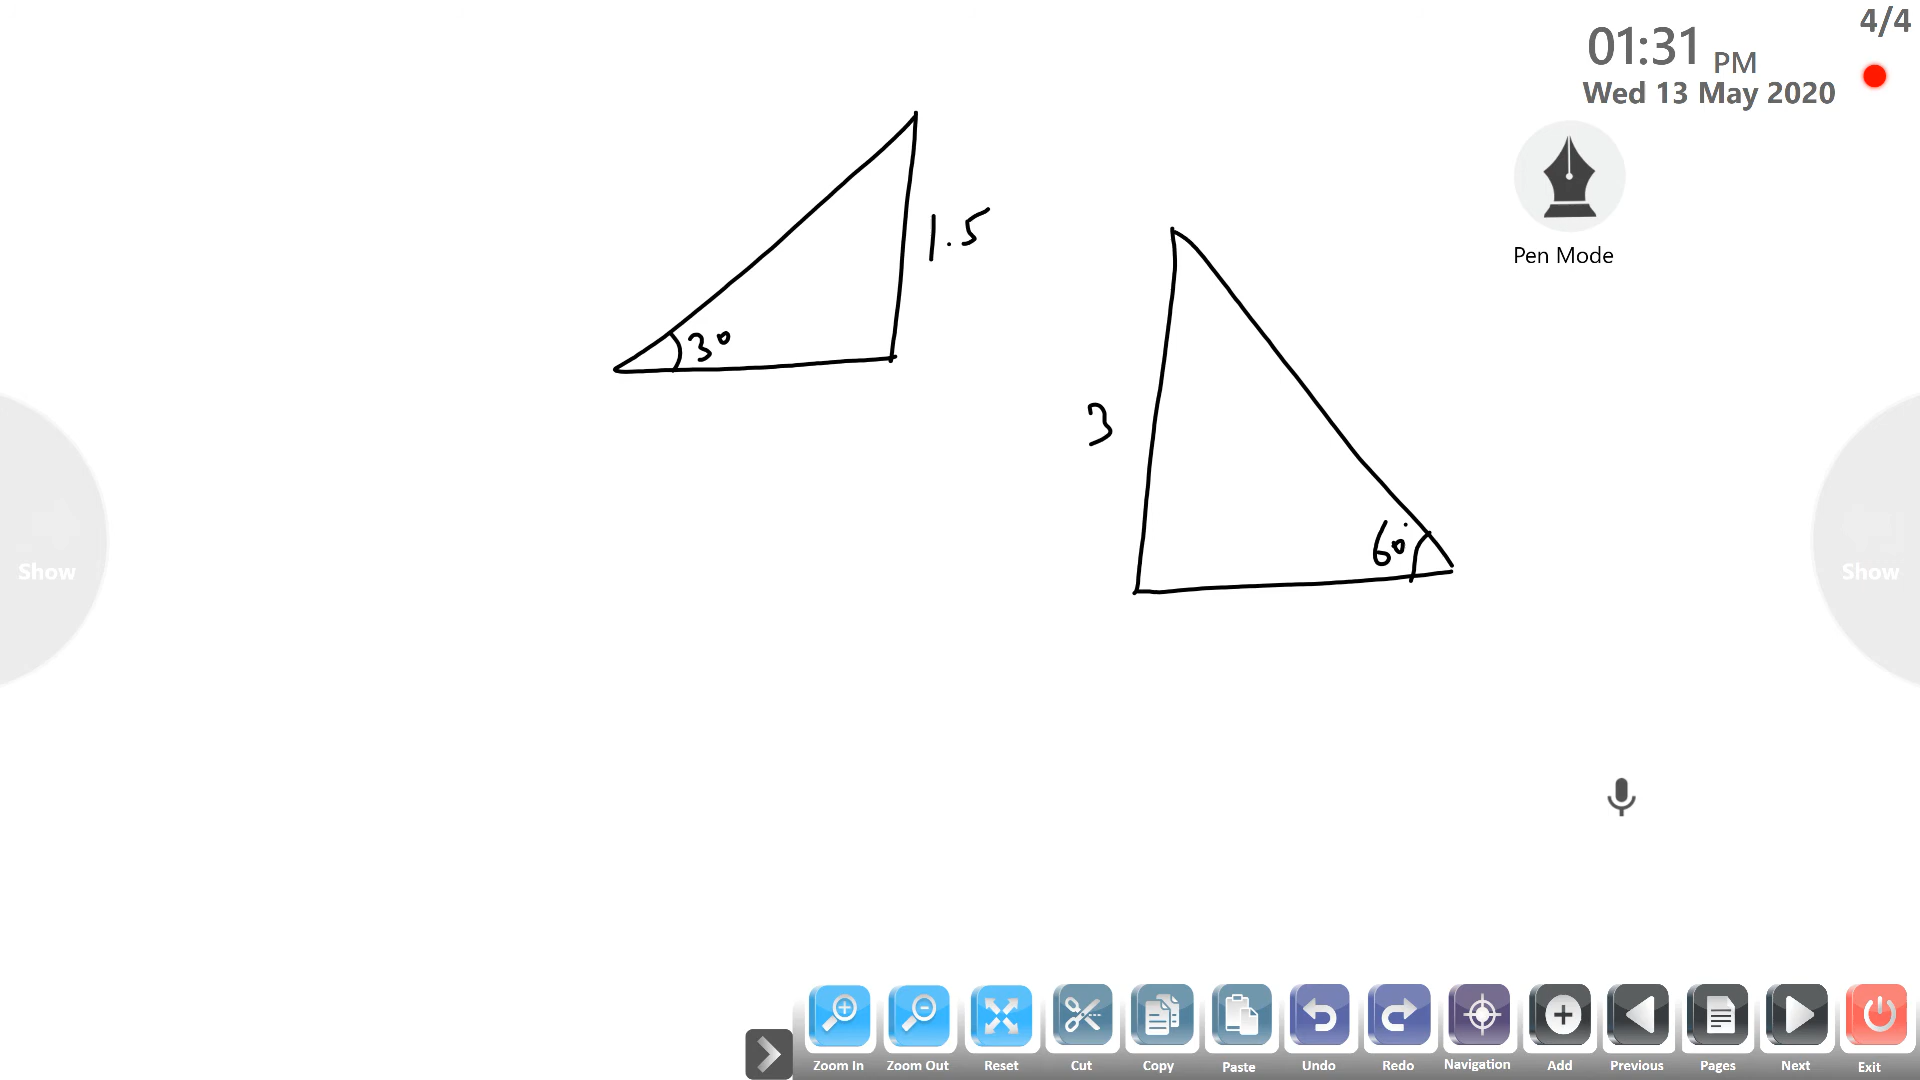 4/4
01:31 PM
Wed 13 May 2020
Pen Mode
1.5
30
3
60°
Show
Show
Zoom In
Zoom Out
Reset
Cut
Copy
Paste
Undo
Redo
Navigation
Add
Previous
Pages
Next
Exit